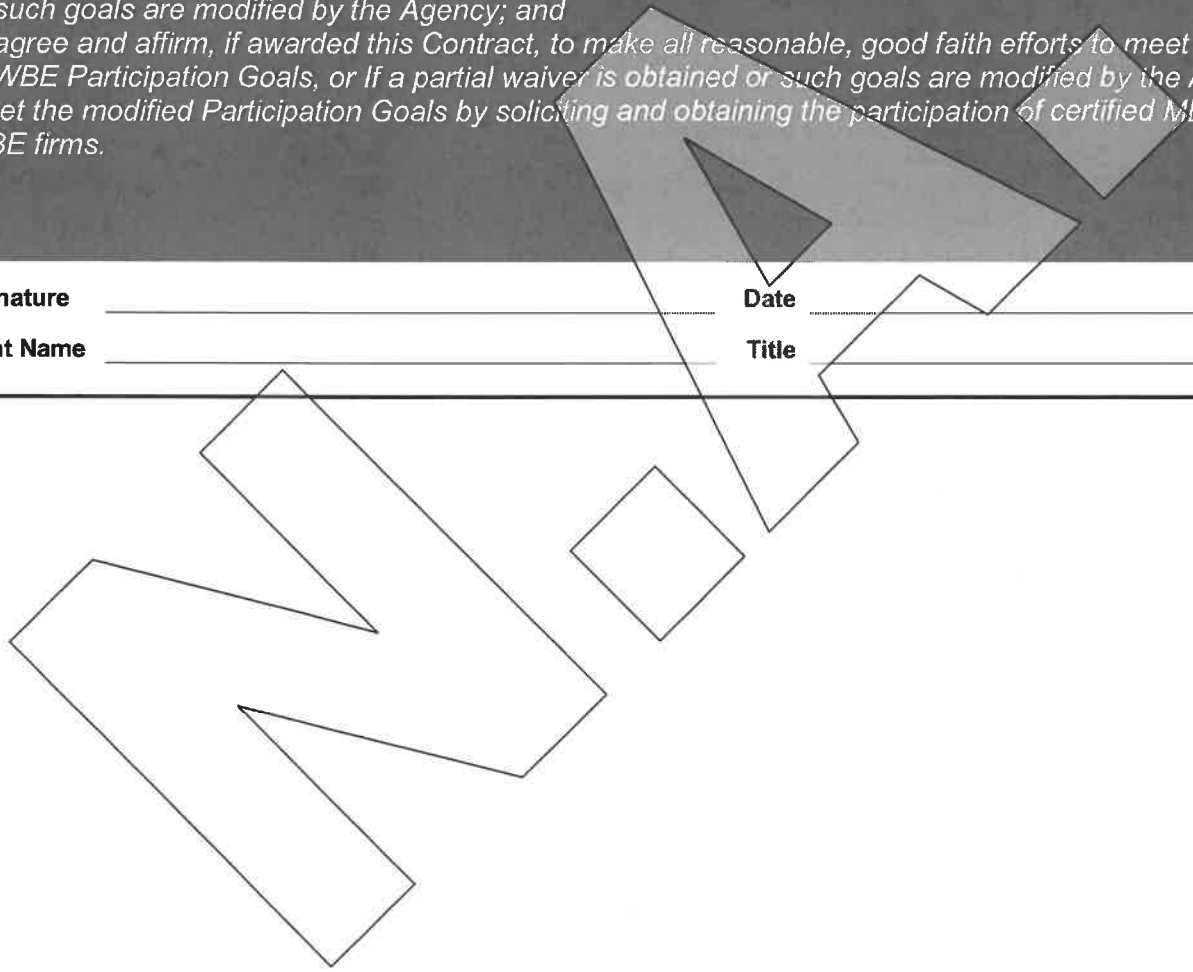 such goals are modified by the Agency; and
agree and affirm, if awarded this Contract, to make all reasonable, good faith efforts to meet
WBE Participation Goals, or If a partial waiver is obtained or such goals are modified by the
et the modified Participation Goals by soliciting and obtaining the participation of certified
BE firms.
nature Date
nt Name Title
N.A.